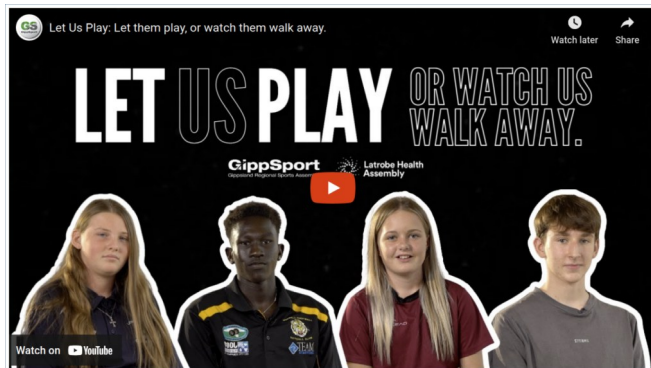 GS
Let Us Play: Let them play, or watch them walk away.
Watch later
Share
LET US PLAY
OR WATCH US
WALK AWAY.
GippSport
Gippsland Regional Sports Assembly
Latrobe Health
Assembly
Watch on YouTube